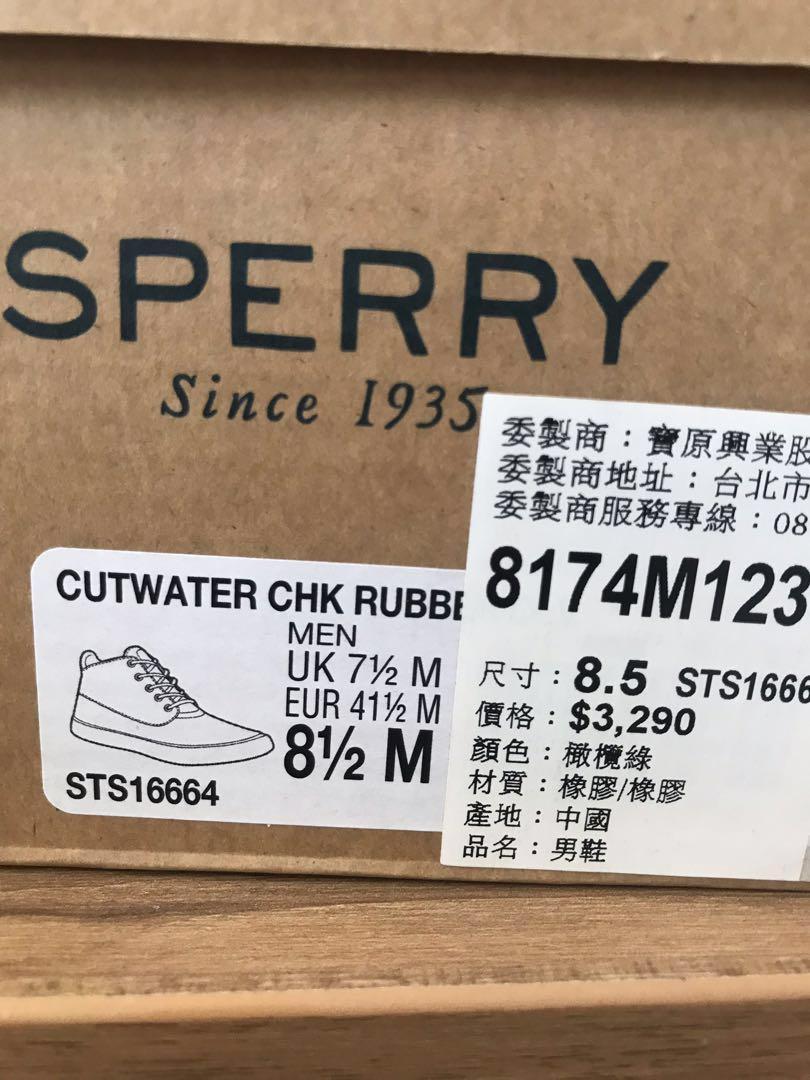 SPERRY
Since 1935
CUTWATER CHK RUBBE
MEN
UK 7½ M
EUR 41½ M
8½ M
STS16664
委製商：寶原興業股
委製商地址：台北市
委製商服務專線：08
8174M123
尺寸：8.5 STS1666
價格：$3,290
顏色：橄欖綠
材質：橡膠/橡膠
產地：中國
品名：男鞋